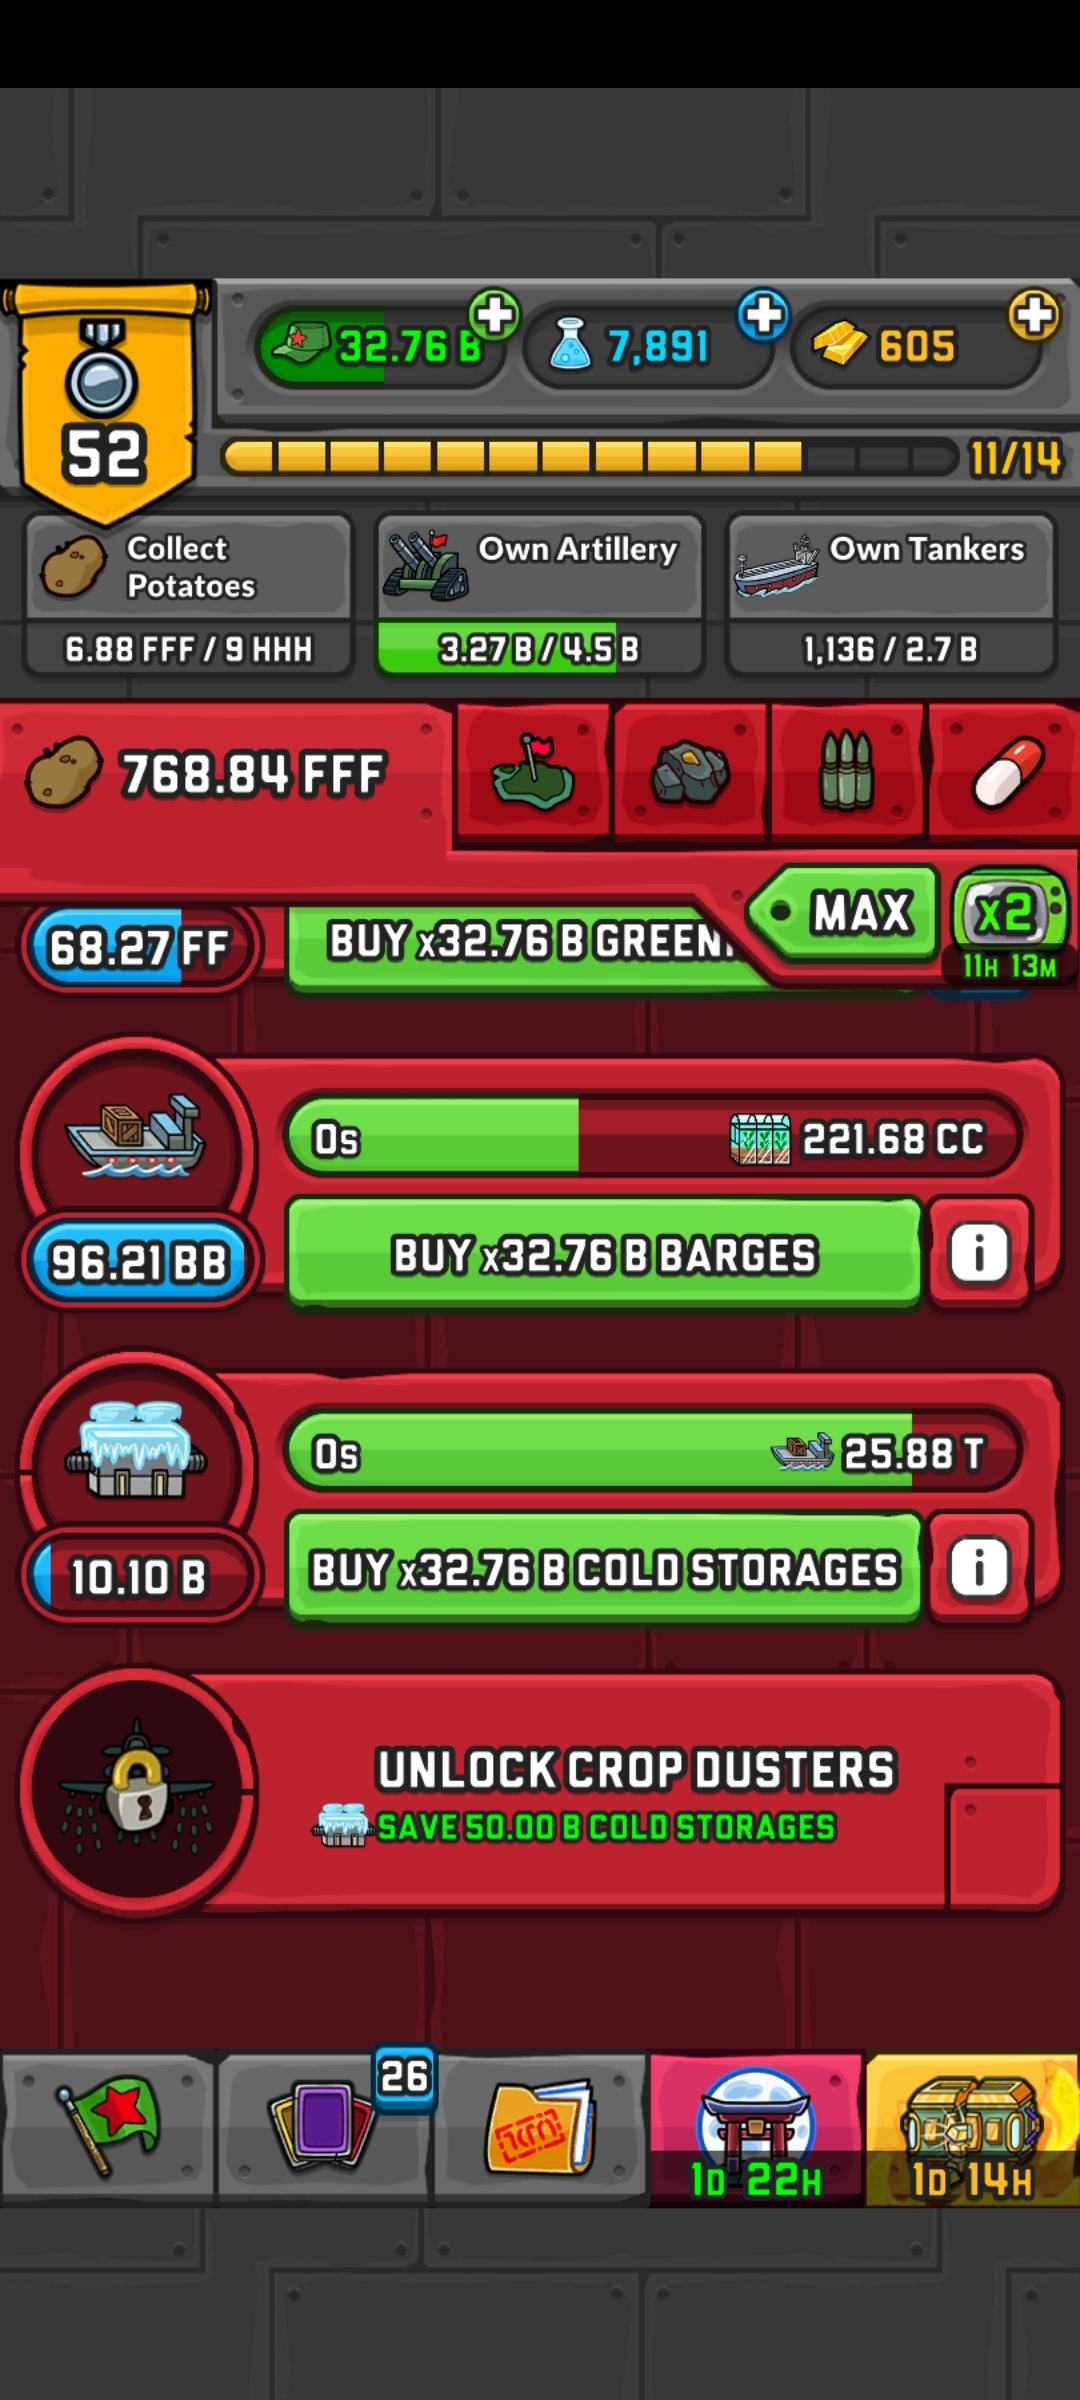 32.76 B
7,891
605
52
11/14
Collect
Potatoes
6.88 FFF / 9 HHH
Own Artillery
3.27 B / 4.5 B
Own Tankers
1,136 / 2.7 B
768.84 FFF
MAX
x2
11H 13M
68.27 FF
BUY x32.76 B
0s
221.68 CC
96.21 BB
BUY x32.76 B BARGES
i
0s
25.88 T
10.10 B
BUY x32.76 B COLD STORAGES
i
UNLOCK CROP DUSTERS
SAVE 50.00 B COLD STORAGES
26
1D 22H
1D 14H